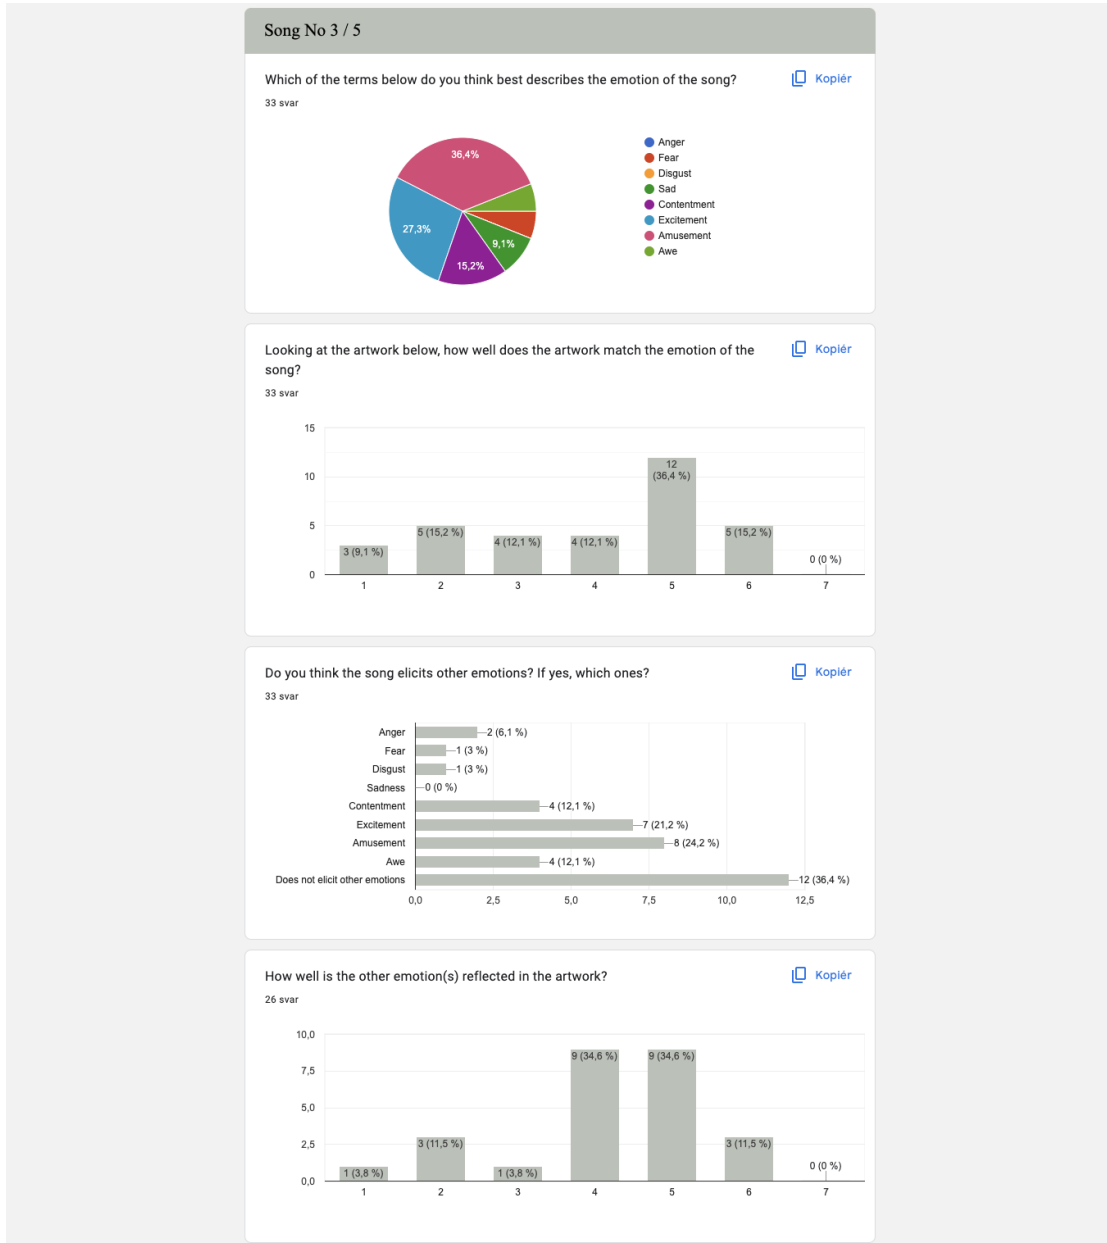 Song No 3 / 5
Which of the terms below do you think best describes the emotion of the song?
Kopiér
33 svar
36,4%
27,3%
15,2%
9,1%
Anger
Fear
Disgust
Sad
Contentment
Excitement
Amusement
Awe
Looking at the artwork below, how well does the artwork match the emotion of the
song?
Kopiér
33 svar
15
10
5
0
3 (9,1 %)
5 (15,2 %)
4 (12,1 %)
4 (12,1 %)
12
(36,4 %)
5 (15,2 %)
0 (0 %)
1 2 3 4 5 6 7
Do you think the song elicits other emotions? If yes, which ones?
Kopiér
33 svar
Anger 2 (6,1 %)
Fear 1 (3 %)
Disgust 1 (3 %)
Sadness 0 (0 %)
Contentment 4 (12,1 %)
Excitement 7 (21,2 %)
Amusement 8 (24,2 %)
Awe 4 (12,1 %)
Does not elicit other emotions 12 (36,4 %)
0,0 2,5 5,0 7,5 10,0 12,5
How well is the other emotion(s) reflected in the artwork?
Kopiér
26 svar
10,0
7,5
5,0
2,5
0,0
1 (3,8 %)
3 (11,5 %)
1 (3,8 %)
9 (34,6 %)
9 (34,6 %)
3 (11,5 %)
0 (0 %)
1 2 3 4 5 6 7